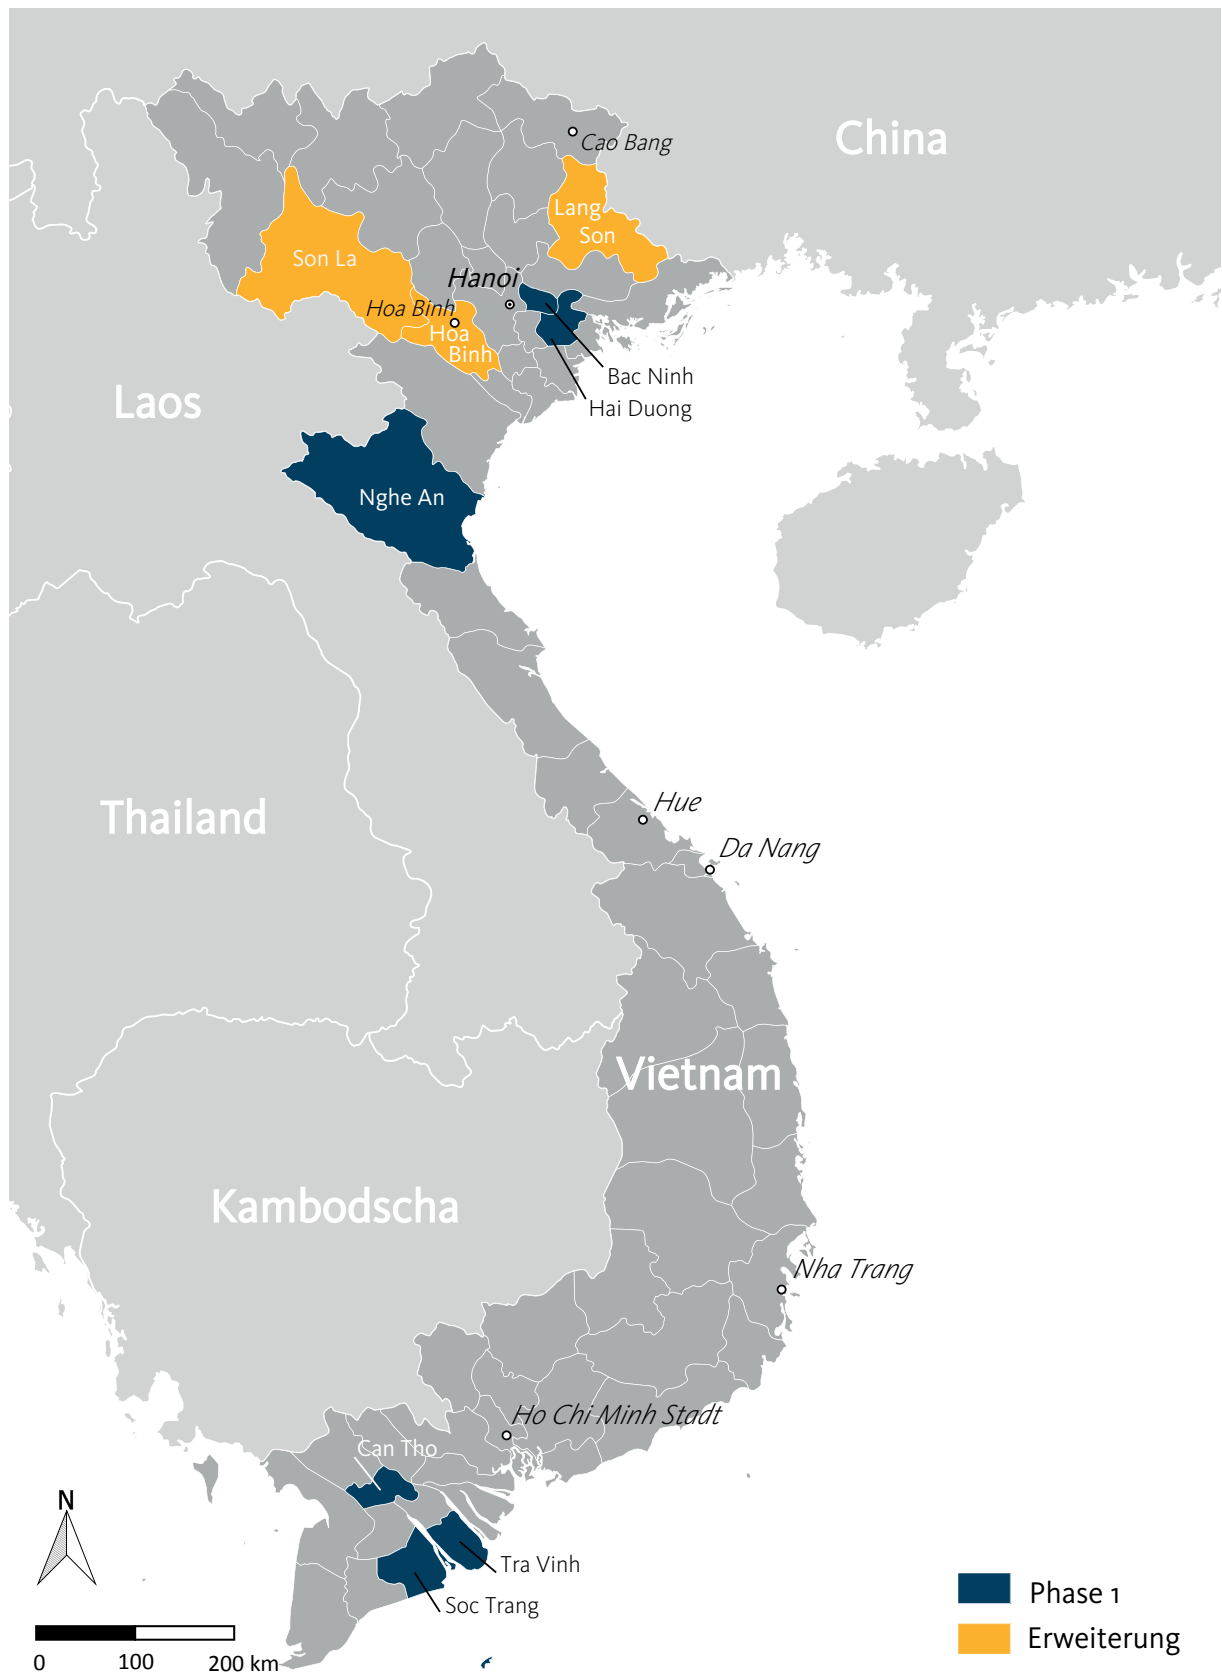 China
Cao Bang
Lang
Son
Son La
Hanoi
Hoa Binh
Hoa
Binh
Bac Ninh
Hai Duong
Laos
Nghe An
Thailand
Hue
Da Nang
Vietnam
Kambodscha
Nha Trang
Ho Chi Minh Stadt
Can Tho
N
Tra Vinh
Soc Trang
Phase 1
Erweiterung
0 100 200 km